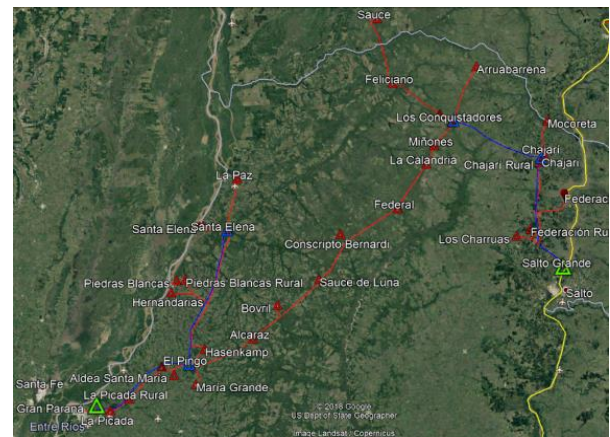 Sauce
Arruabarrena
Feliciano
Los Conquistadores
Mocoreta
Miñones
Chajarí
La Calandria
Chajarí Rural
Chajarí
La Paz
Federal
Federac
Santa Elena
Santa Elena
Federación Ru
Los Charruas
Conscripto Bernardi
Salto Grande
Piedras Blancas
Piedras Blancas Rural
Sauce de Luna
Hernandarias
Salto
Bovril
Alcaraz
Hasenkamp
El Pingo
Aldea Santa María
María Grande
Santa Fe
La Picada Rural
Gran Paraná
La Picada
Entre Ríos
© 2016 Google
US Dept of State Geographer
Image Landsat / Copernicus